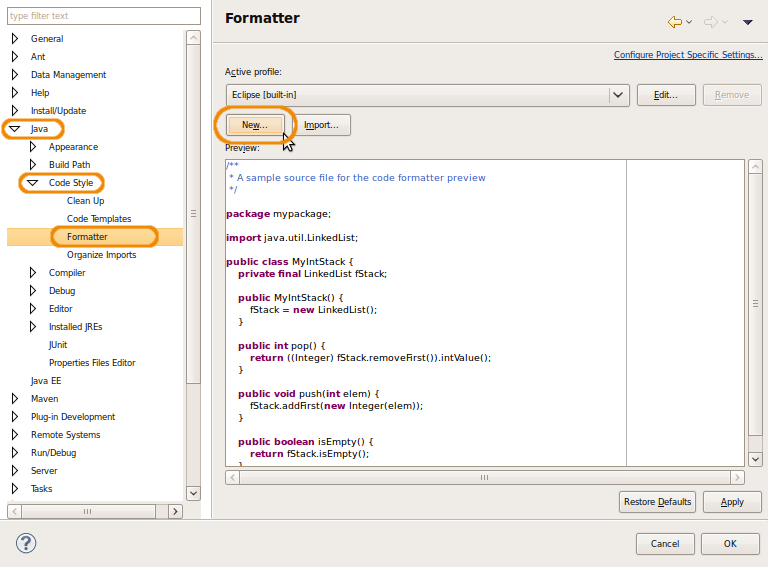 type filter text
General
Ant
Data Management
Help
Install/Update
Java
Appearance
Build Path
Code Style
Clean Up
Code Templates
Formatter
Organize Imports
Compiler
Debug
Editor
Installed JREs
JUnit
Properties Files Editor
Java EE
Maven
Plug-in Development
Remote Systems
Run/Debug
Server
Tasks
Formatter
Configure Project Specific Settings...
Active profile:
Eclipse [built-in]
Edit...
Remove
New...
Import...
Preview:
/**
* A sample source file for the code formatter preview
*/
package mypackage;
import java.util.LinkedList;
public class MyIntStack {
private final LinkedList fStack;
public MyIntStack() {
fStack = new LinkedList();
}
public int pop() {
return ((Integer) fStack.removeFirst()).intValue();
}
public void push(int elem) {
fStack.addFirst(new Integer(elem));
}
public boolean isEmpty() {
return fStack.isEmpty();
}
Restore Defaults
Apply
?
Cancel
OK